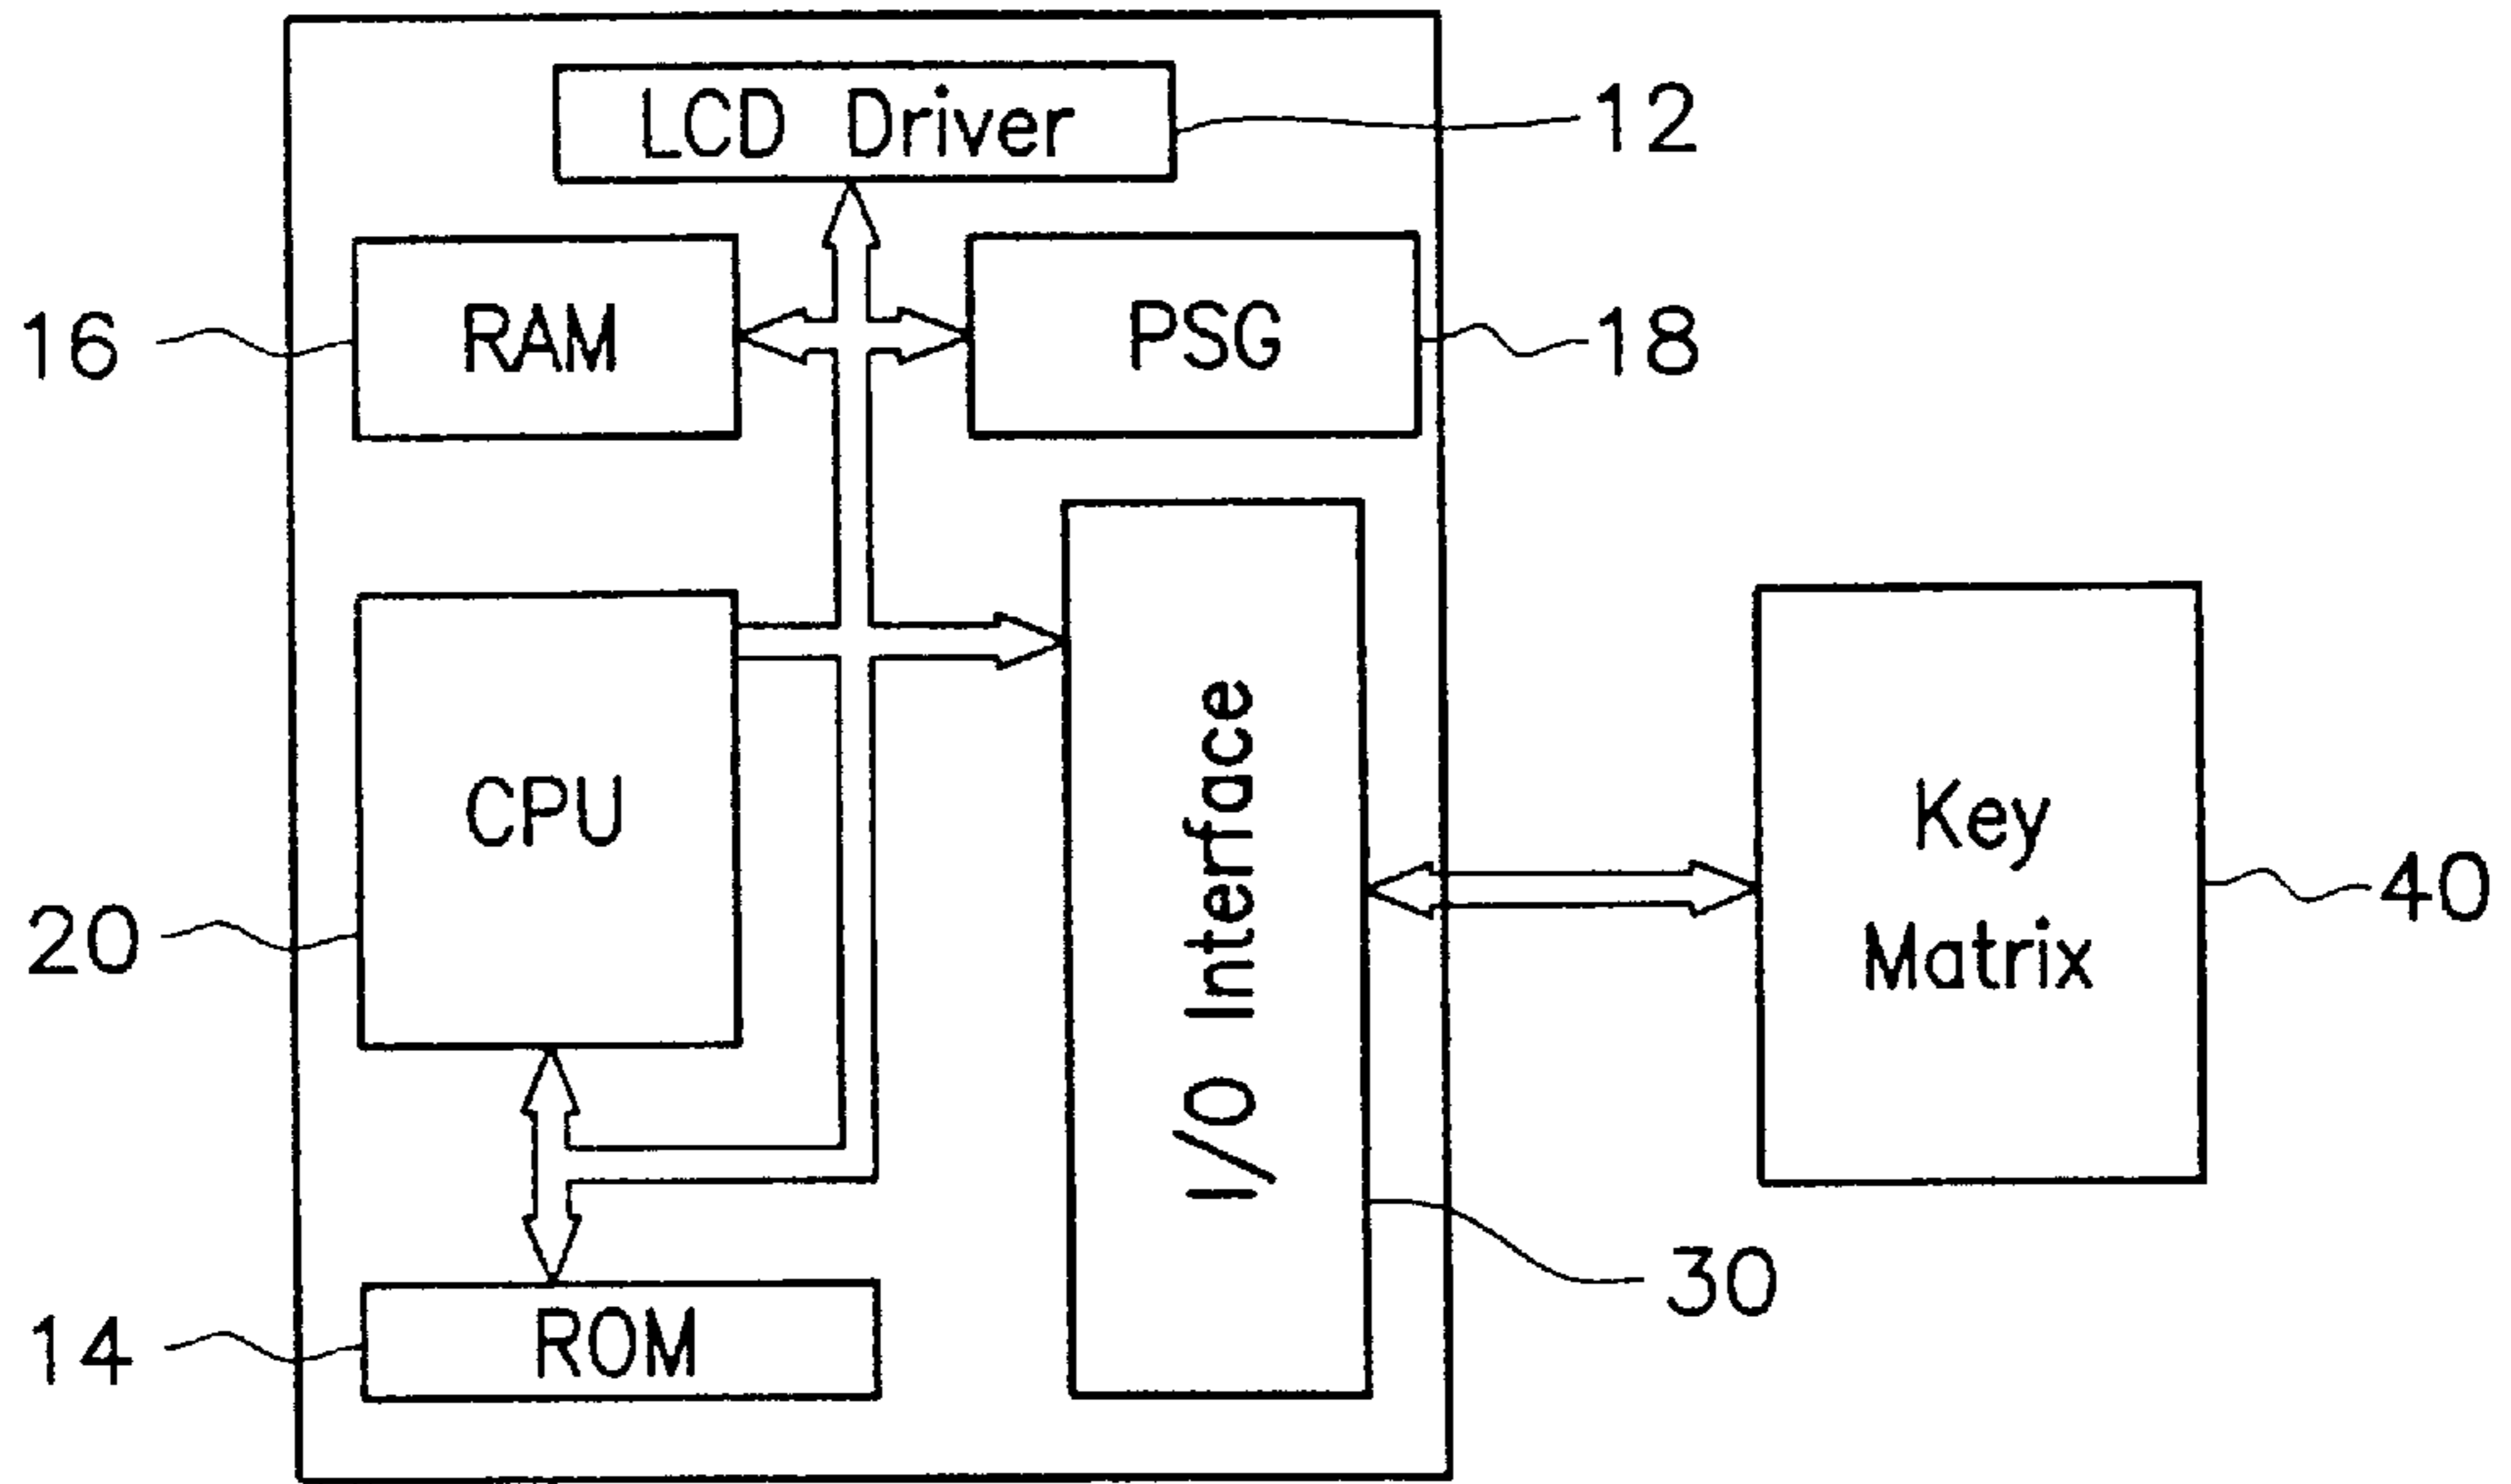 LCD Driver
12
16
RAM
PSG
18
CPU
20
I/O Interface
Key
Matrix
40
30
14
ROM